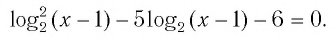 log₂²(x − 1) − 5log₂(x − 1) − 6 = 0.